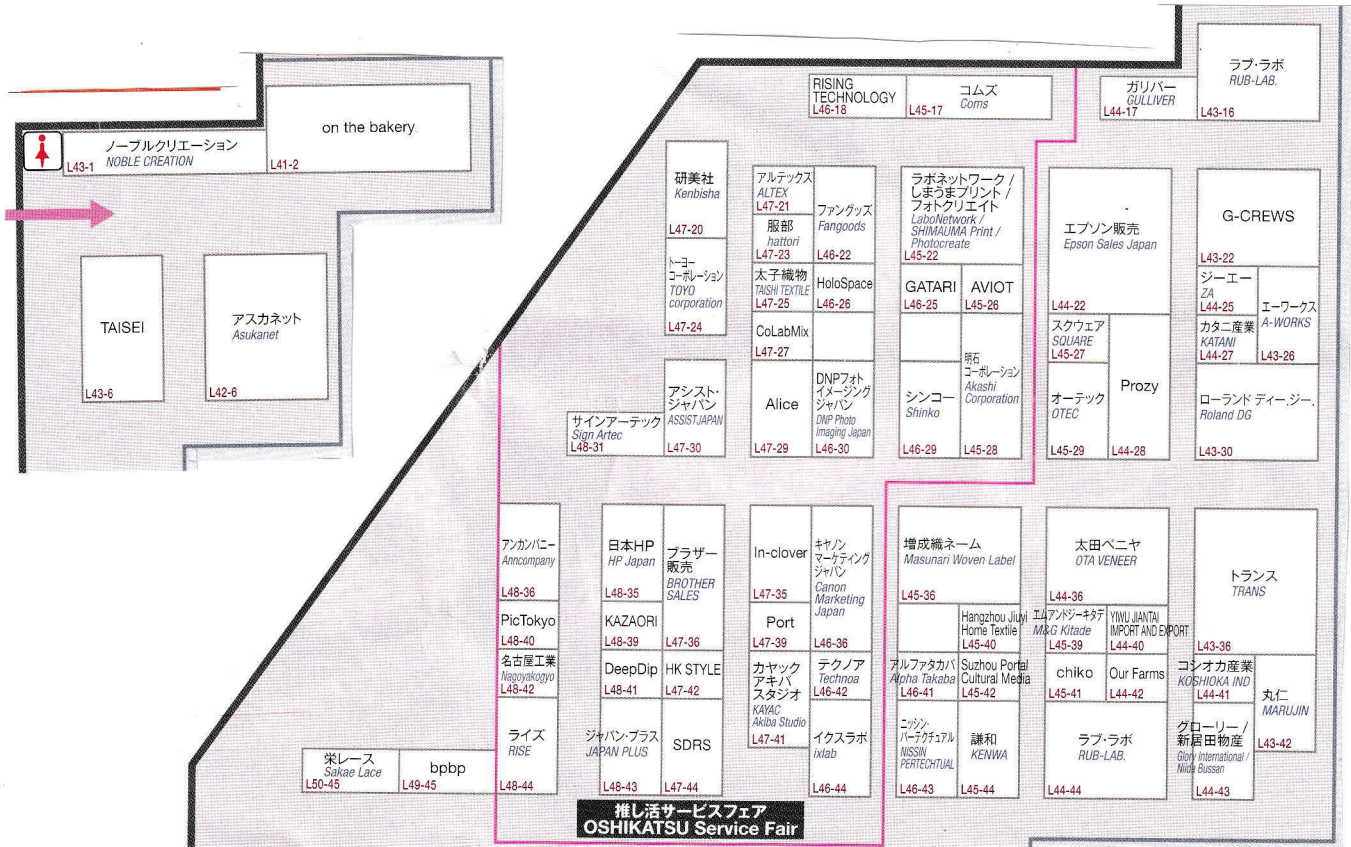 ノーブルクリエーション
NOBLE CREATION
L43-1
on the bakery
L41-2
TAISEI
L43-6
アスカネット
Asukanet
L42-6
RISING
TECHNOLOGY
L46-18
コムズ
Coms
L45-17
ガリバー
GULLIVER
L44-17
ラブ・ラボ
RUB-LAB.
L43-16
研美社
Kenbisha
L47-20
トーヨー
コーポレーション
TOYO
corporation
L47-24
アルテックス
ALTEX
L47-21
服部
hattori
L47-23
ファングッズ
Fangoods
L46-22
太子織物
TAISHI TEXTILE
L47-25
HoloSpace
L46-26
CoLabMix
L47-27
Alice
L47-29
DNPフォト
イメージング
ジャパン
DNP Photo
Imaging Japan
L46-30
ラボネットワーク /
しまうまプリント /
フォトクリエイト
LaboNetwork /
SHIMAUMA Print /
Photocreate
L45-22
GATARI
L46-25
AVIOT
L45-26
シンコー
Shinko
L46-29
明石
コーポレーション
Akashi
Corporation
L45-28
エプソン販売
Epson Sales Japan
L44-22
スクウェア
SQUARE
L45-27
オーテック
OTEC
L45-29
Prozy
L44-28
G-CREWS
L43-22
ジーエー
ZA
L44-25
カタニ産業
KATANI
L44-27
エーワークス
A-WORKS
L43-26
ローランド ディー.ジー.
Roland DG
L43-30
サインアーテック
Sign Artec
L48-31
アシスト・
ジャパン
ASSIST JAPAN
L47-30
アンカンパニー
Anncompany
L48-36
PicTokyo
L48-40
名古屋工業
Nagoyakogyo
L48-42
ライズ
RISE
L48-44
栄レース
Sakae Lace
L50-45
bpbp
L49-45
日本HP
HP Japan
L48-35
ブラザー
販売
BROTHER
SALES
L47-36
KAZAORI
L48-39
DeepDip
L48-41
HK STYLE
L47-42
ジャパン・プラス
JAPAN PLUS
L48-43
SDRS
L47-44
In-clover
L47-35
キヤノン
マーケティング
ジャパン
Canon
Marketing
Japan
L46-36
Port
L47-39
カヤック
アキバ
スタジオ
KAYAC
Akiba Studio
L47-41
テクノア
Technoa
L46-42
イクスラボ
ixlab
L46-44
増成織ネーム
Masunari Woven Label
L45-36
Hangzhou Jiuyi
Home Textile
L45-40
アルファタカバ
Alpha Takaba
L46-41
Suzhou Portal
Cultural Media
L45-42
ニッシン・
パーテクチュアル
NISSIN
PERTECHTUAL
L46-43
謙和
KENWA
L45-44
太田ベニヤ
OTA VENEER
L44-36
エムアンドジーキタデ
M&G Kitade
L45-39
YIWU JIANTAI
IMPORT AND EXPORT
L44-40
chiko
L45-41
Our Farms
L44-42
ラブ・ラボ
RUB-LAB.
L44-44
トランス
TRANS
L43-36
コシオカ産業
KOSHIOKA IND
L44-41
丸仁
MARUJIN
L43-42
グローリー /
新居田物産
Glory International /
Niida Bussan
L44-43
推し活サービスフェア
OSHIKATSU Service Fair